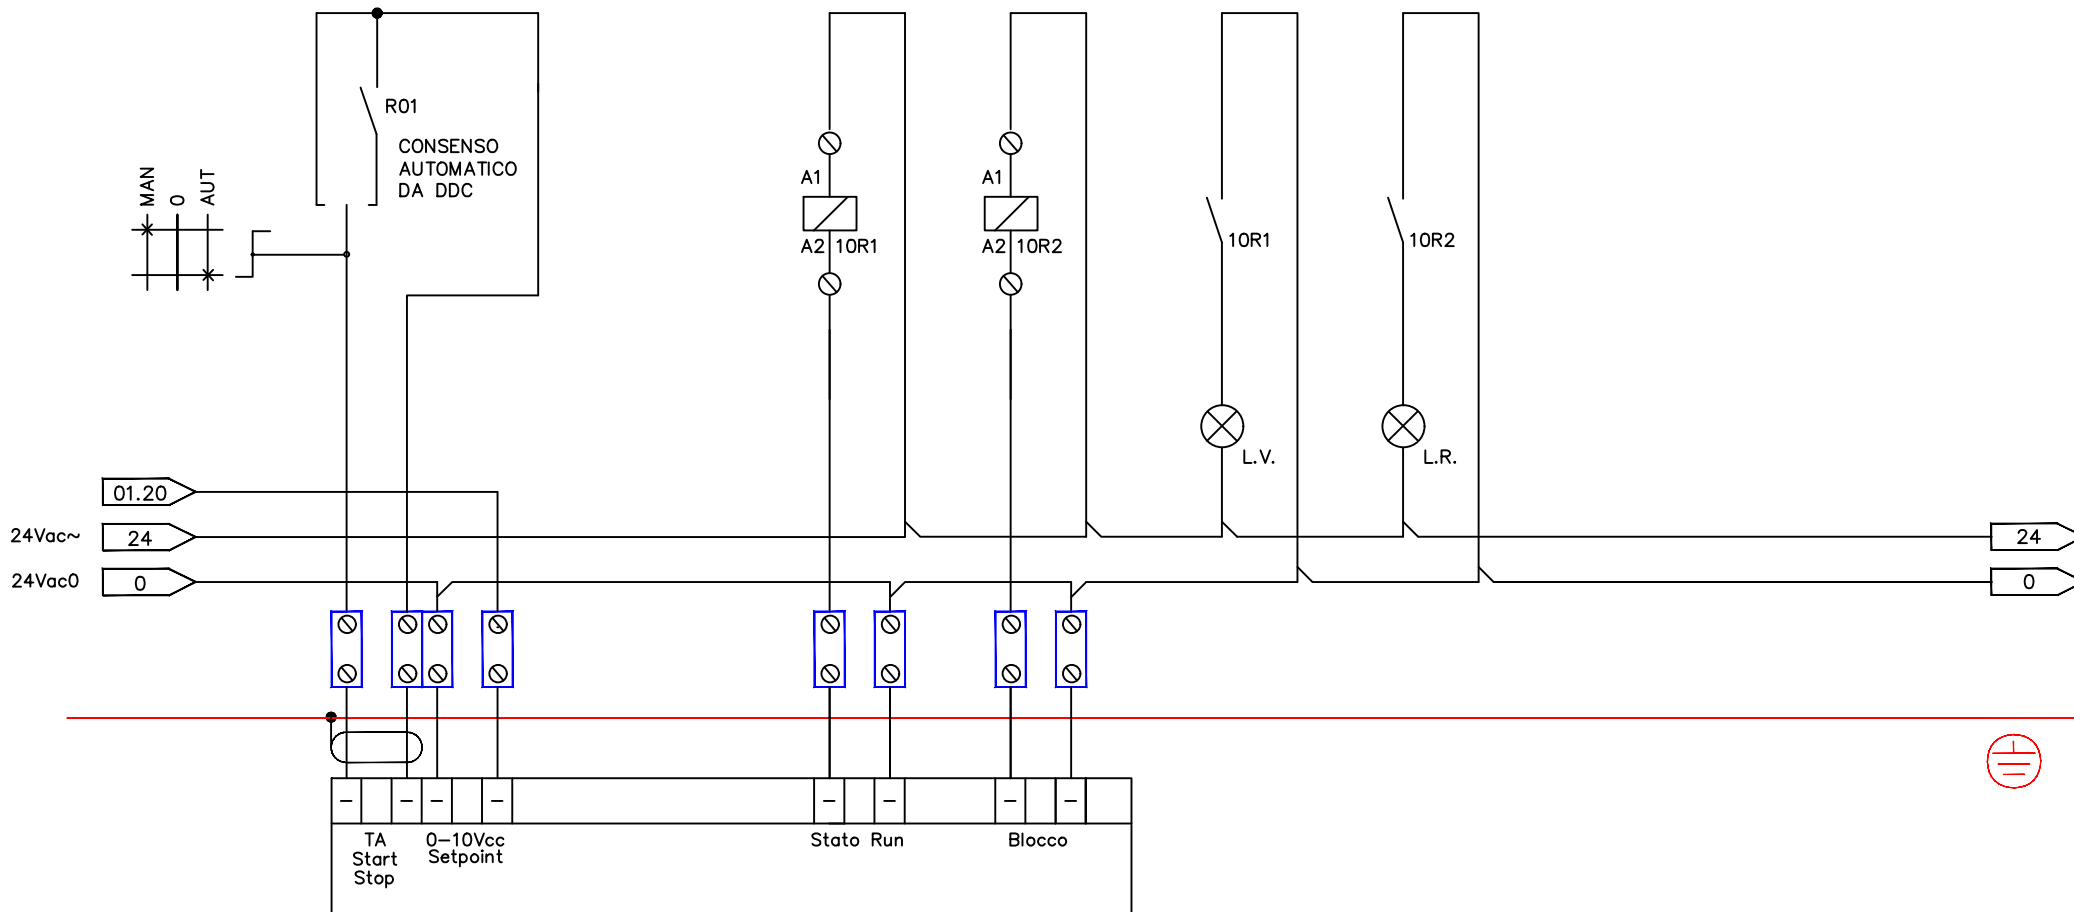 R01
CONSENSO
AUTOMATICO
DA DDC
MAN
0
AUT
A1
A2 10R1
A1
A2 10R2
10R1
10R2
L.V.
L.R.
01.20
24Vac~ 24
24
24Vac0 0
0
TA
Start
Stop
0-10Vcc
Setpoint
Stato Run
Blocco